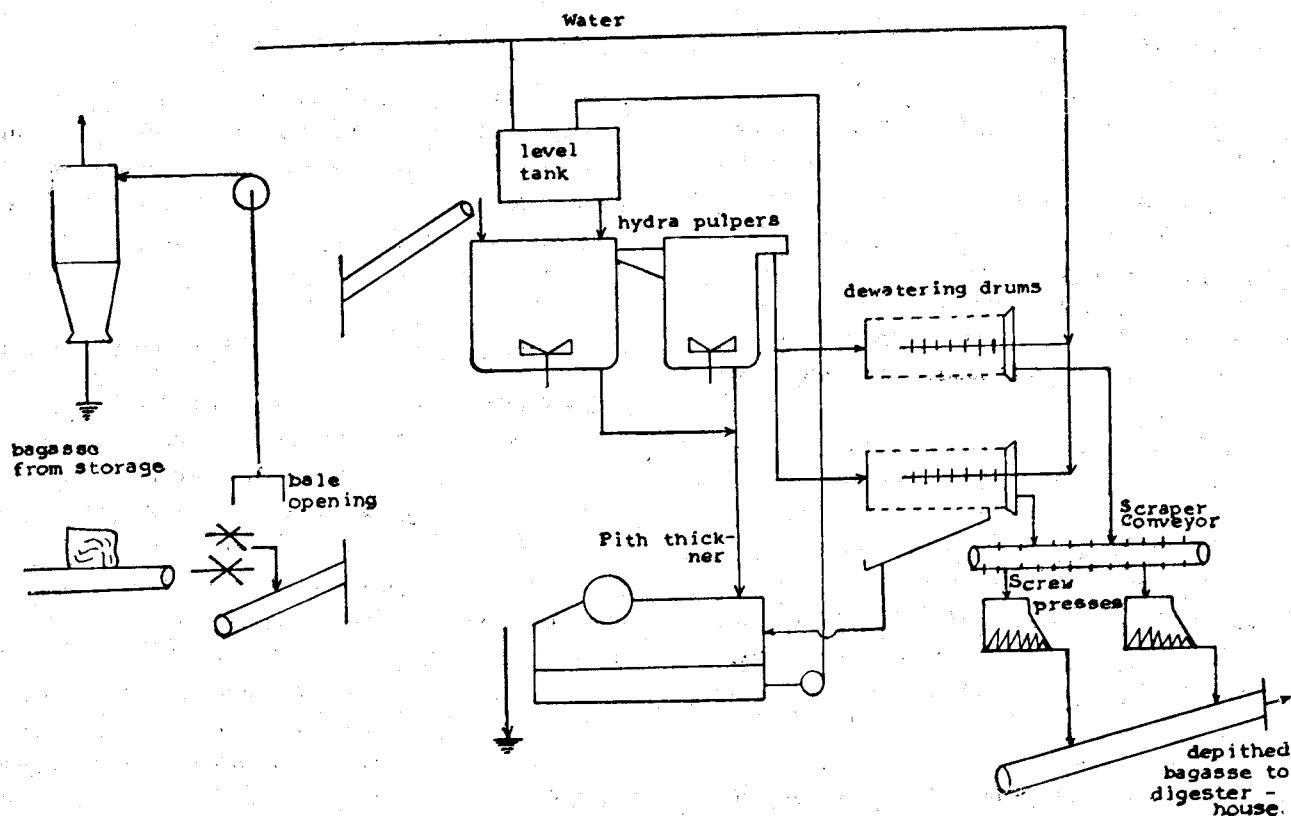 Water
level
tank
hydra pulpers
dewatering drums
bagasse
from storage
bale
opening
Scraper
Conveyor
Pith thick-
ner
Screw
presses
depithed
bagasse to
digester -
house.